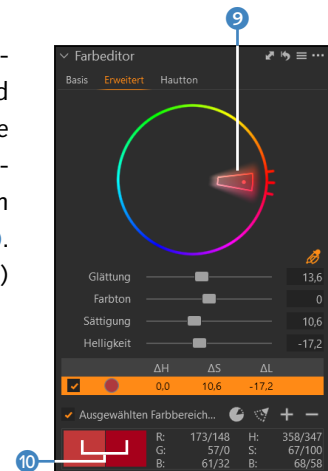 9
Farbeditor
Basis Erweitert Hautton
Glättung 13,6
Farbton 0
Sättigung 10,6
Helligkeit -17,2
ΔH ΔS ΔL
0,0 10,6 -17,2
Ausgewählten Farbbereich...
10
R: 173/148 H: 358/347
G: 57/0 S: 67/100
B: 61/32 B: 68/58
-
d
e
-
n
).
)